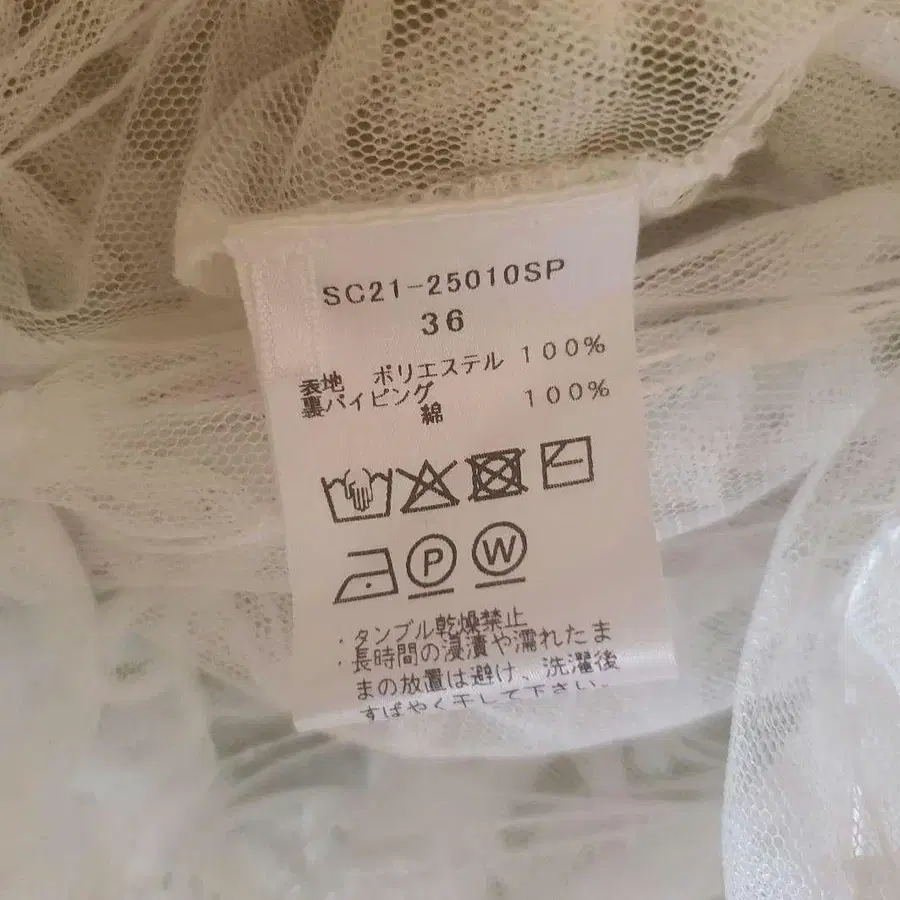 SC21-25010SP
36
表地 ポリエステル 100%
裏パイピング
綿 100%
P W
・タンブル乾燥禁止
・長時間の浸漬や濡れたま
まの放置は避け、洗濯後
すばやく干して下さい。